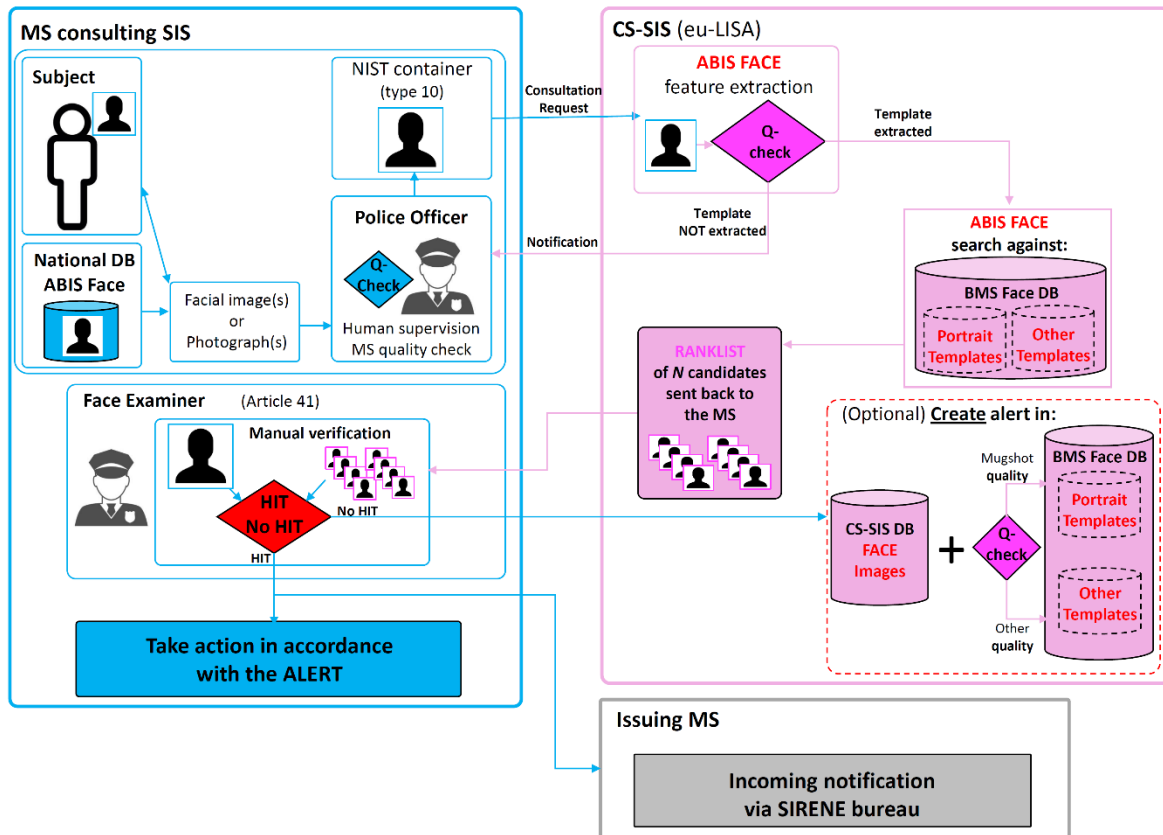 MS consulting SIS
Subject
NIST container
(type 10)
National DB
ABIS Face
Facial image(s)
or
Photograph(s)
Police Officer
Q-
Check
Human supervision
MS quality check
Consultation
Request
Notification
CS-SIS (eu-LISA)
ABIS FACE
feature extraction
Q-
check
Template
extracted
Template
NOT extracted
ABIS FACE
search against:
BMS Face DB
Portrait
Templates
Other
Templates
RANKLIST
of N candidates
sent back to
the MS
Face Examiner (Article 41)
Manual verification
HIT
No HIT
No HIT
HIT
Take action in accordance
with the ALERT
(Optional) Create alert in:
CS-SIS DB
FACE
Images
+
Mugshot
quality
Q-
check
Other
quality
BMS Face DB
Portrait
Templates
Other
Templates
Issuing MS
Incoming notification
via SIRENE bureau